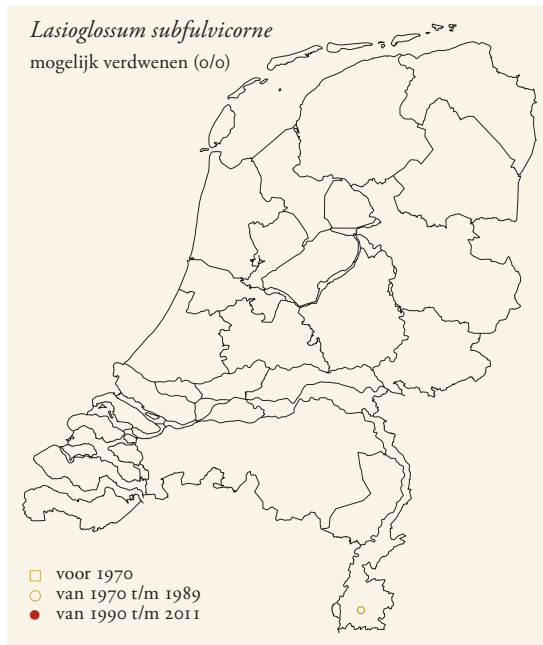 Lasioglossum subfulvicorne
mogelijk verdwenen (0/0)
voor 1970
van 1970 t/m 1989
van 1990 t/m 2011